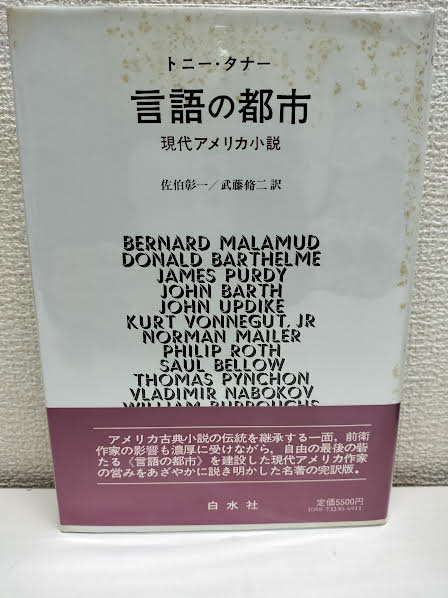 トニー・タナー
言語の都市
現代アメリカ小説
佐伯彰一／武藤脩二 訳
BERNARD MALAMUD
DONALD BARTHELME
JAMES PURDY
JOHN BARTH
JOHN UPDIKE
KURT VONNEGUT, JR
NORMAN MAILER
PHILIP ROTH
SAUL BELLOW
THOMAS PYNCHON
VLADIMIR NABOKOV
WILLIAM BURROUGHS
アメリカ古典小説の伝統を継承する一面，前衛
作家の影響も濃厚に受けながら，自由の最後の砦
たる《言語の都市》を建設した現代アメリカ作家
の営みをあざやかに説き明かした名著の完訳版。
白水社
定価5500円